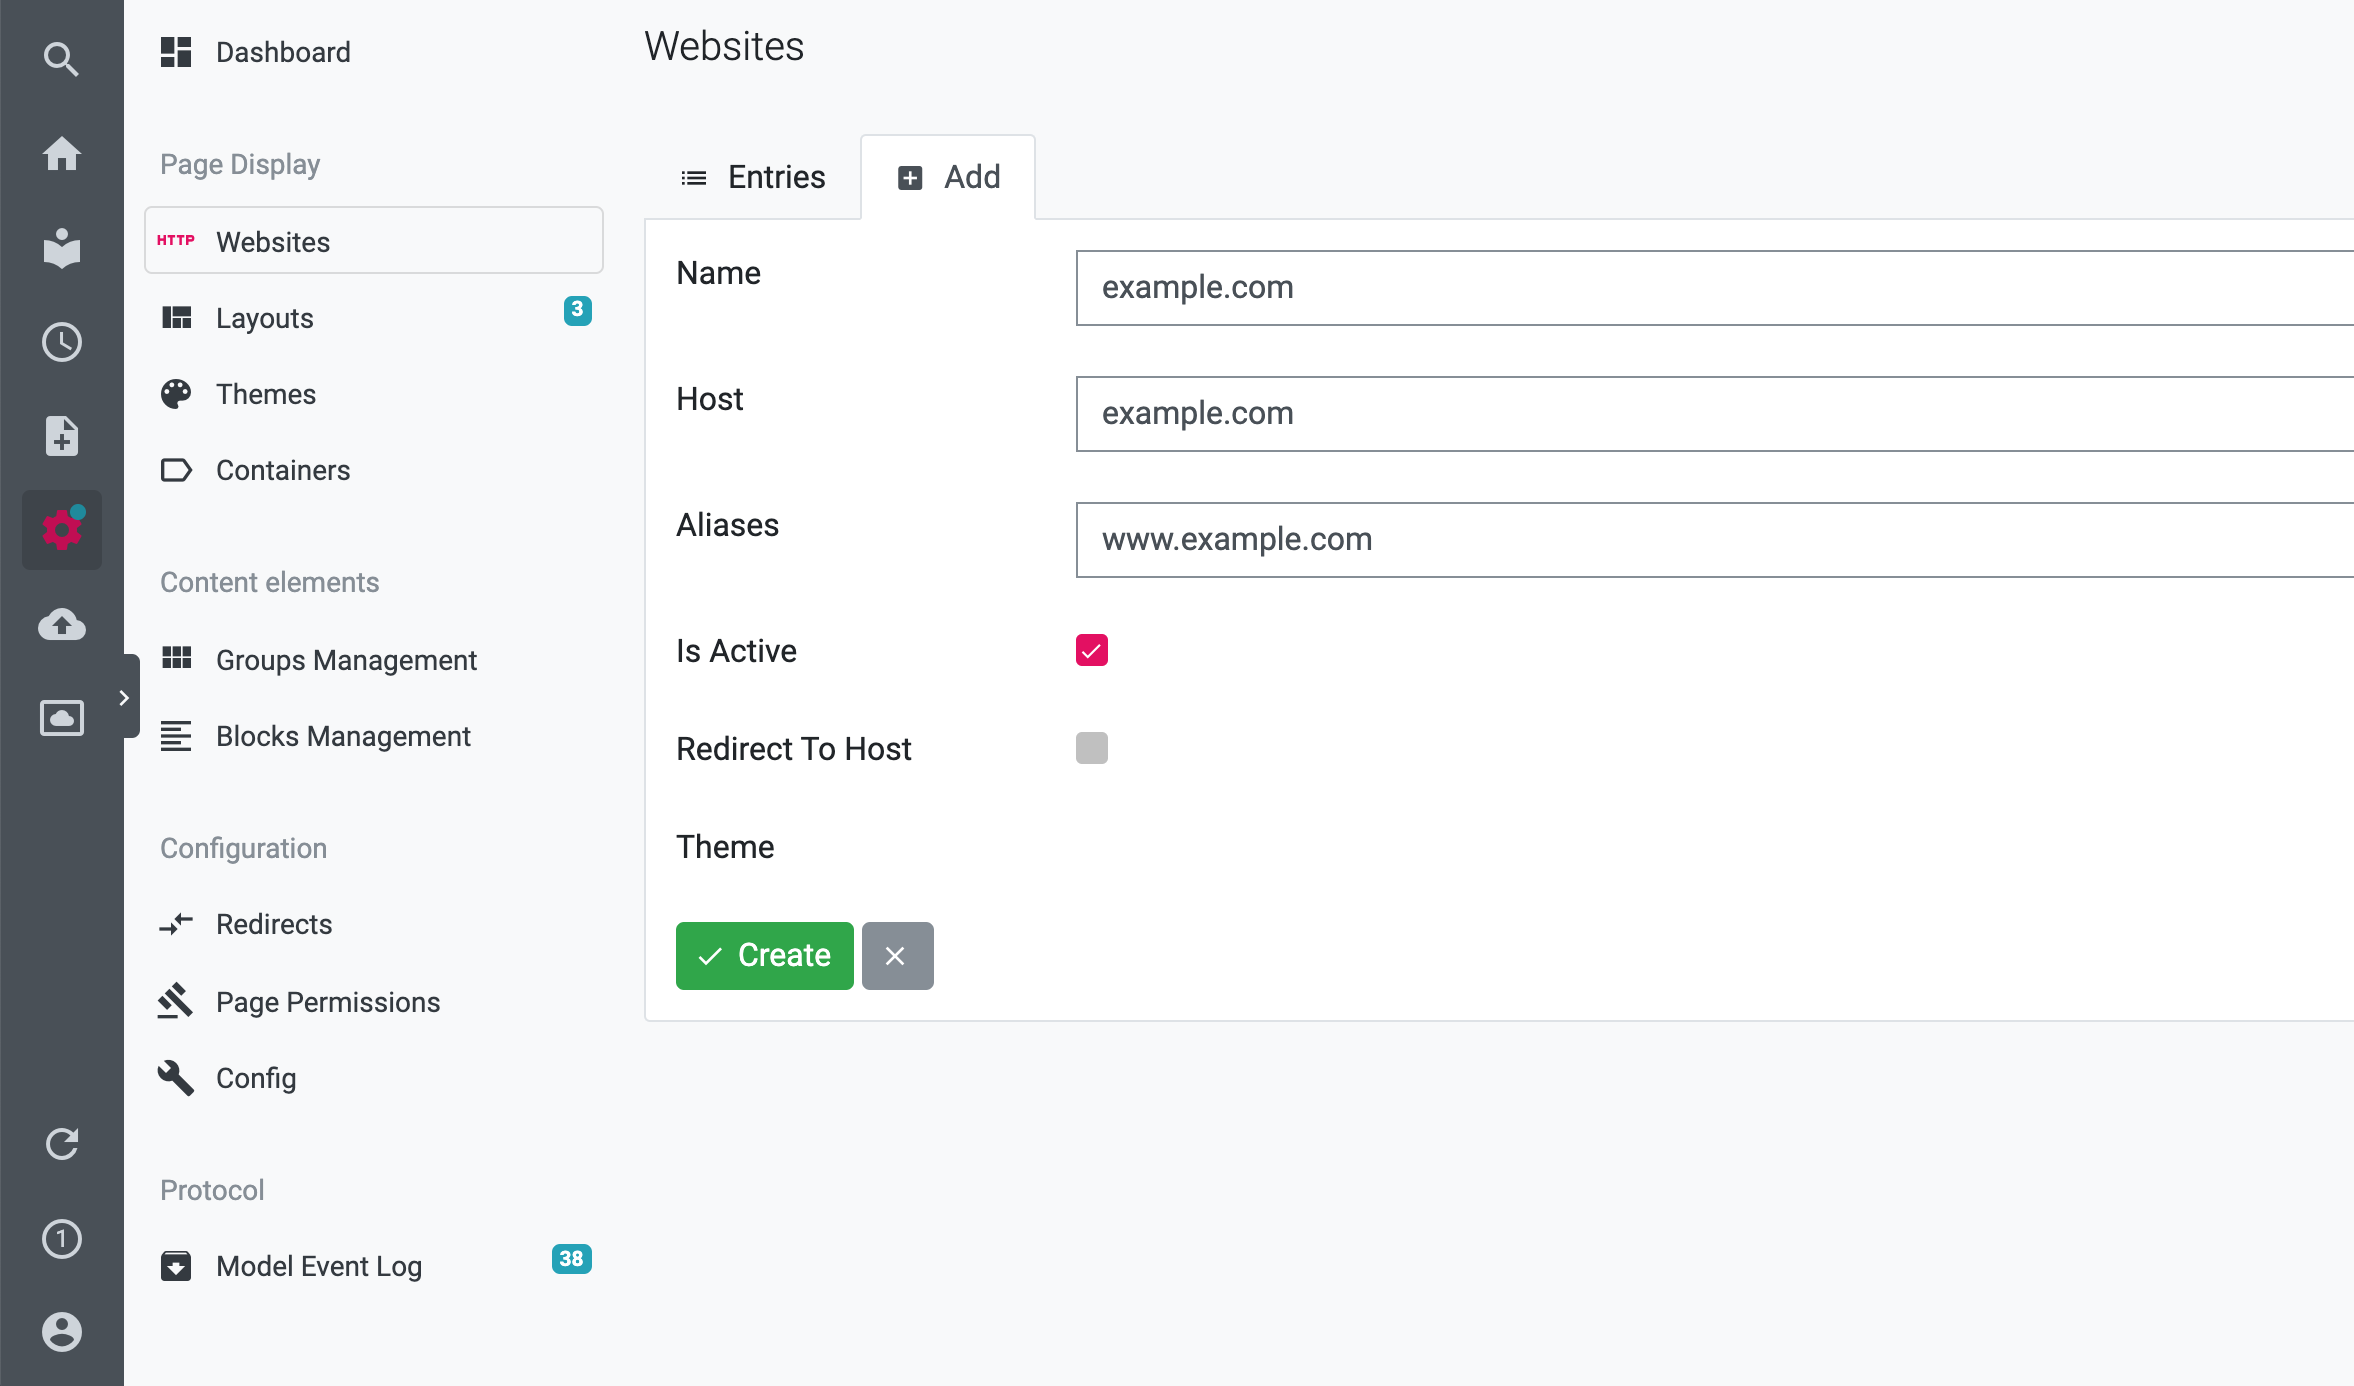 Dashboard
Page Display
HTTP Websites
Layouts 3
Themes
Containers
Content elements
Groups Management
Blocks Management
Configuration
Redirects
Page Permissions
Config
Protocol
Model Event Log 38
1
Websites
Entries Add
Name example.com
Host example.com
Aliases www.example.com
Is Active
Redirect To Host
Theme
Create